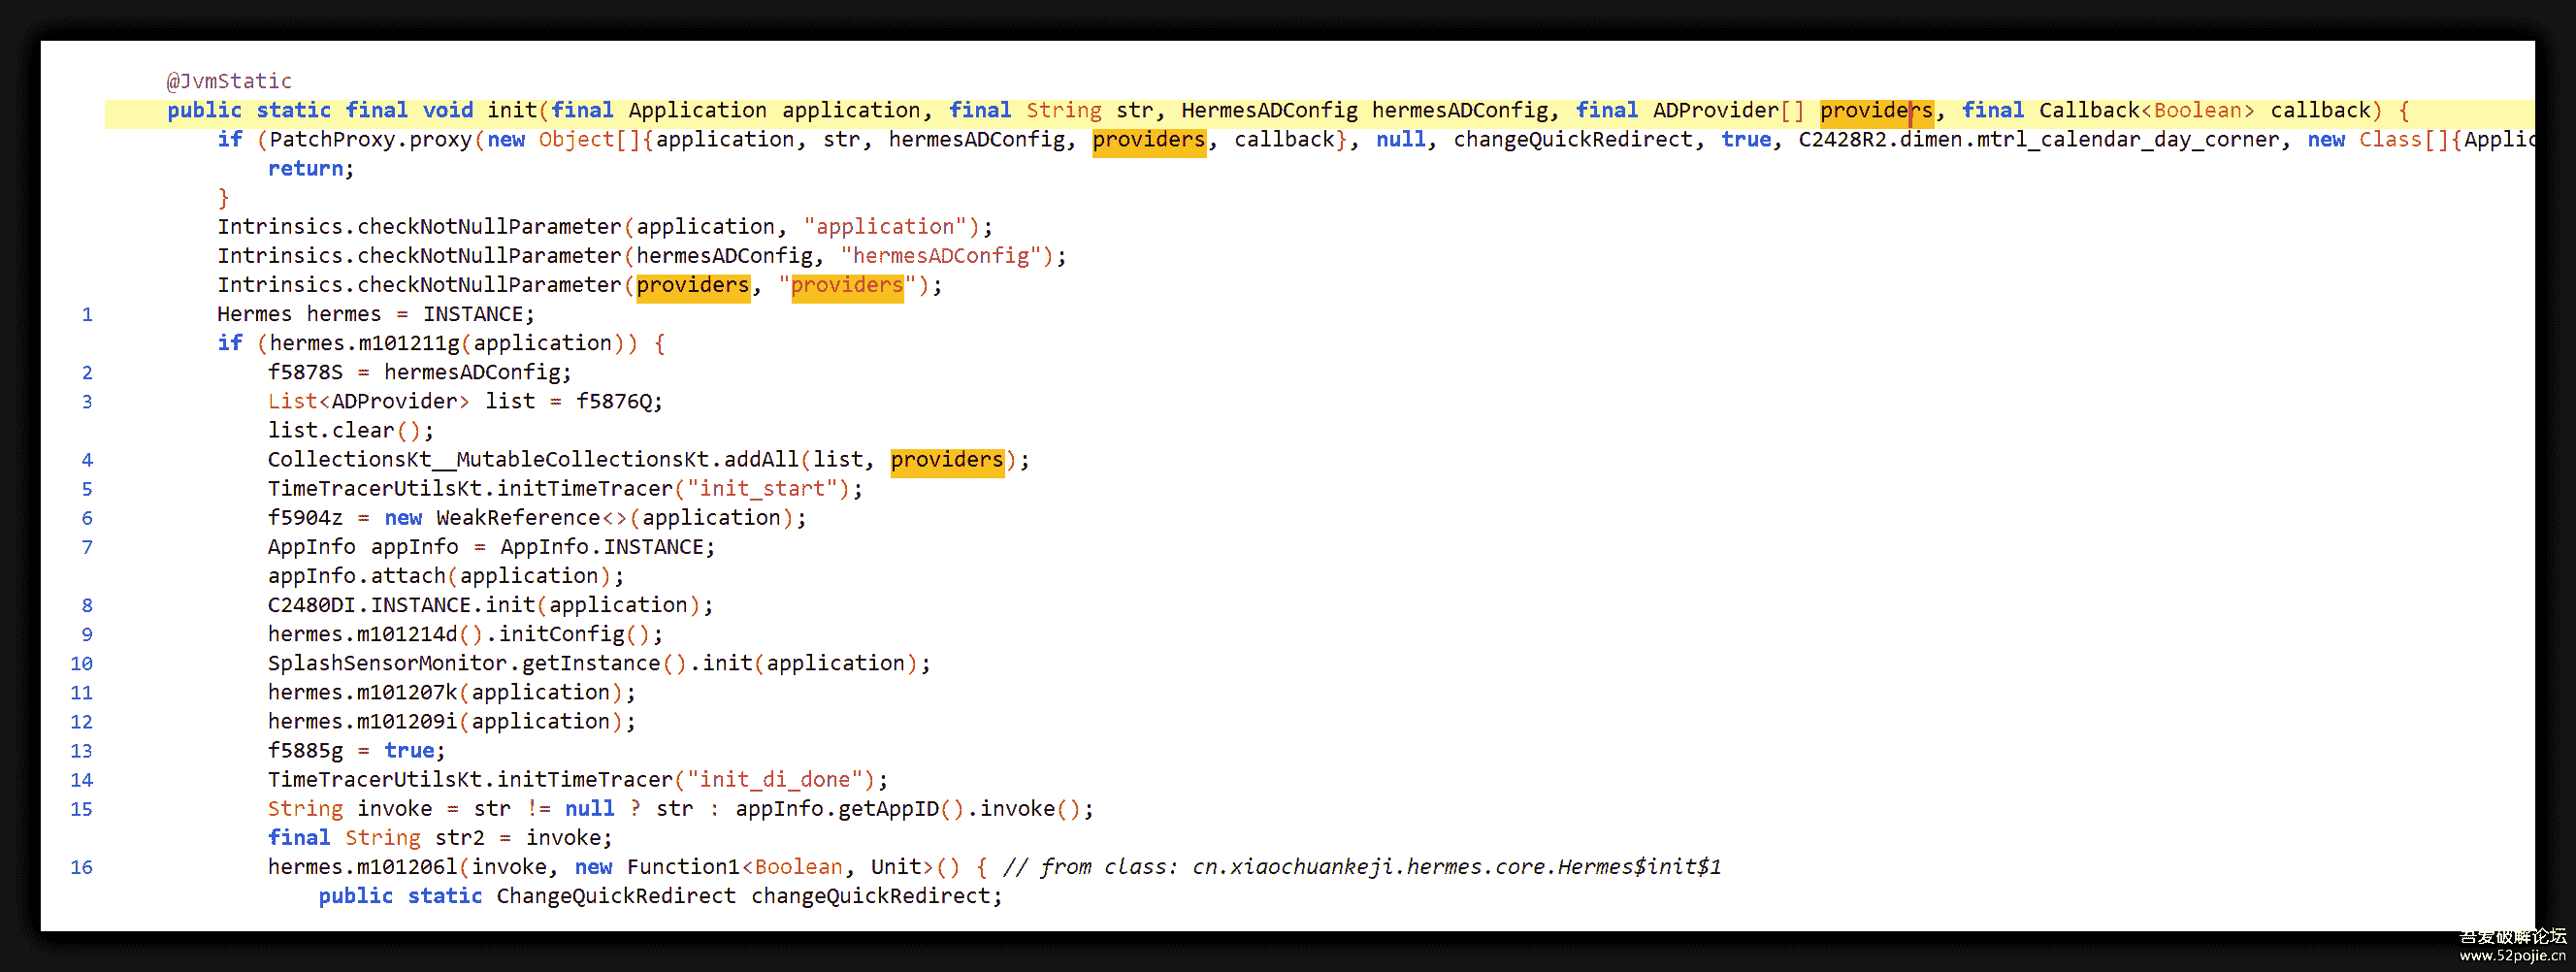 @JvmStatic
public static final void init(final Application application, final String str, HermesADConfig hermesADConfig, final ADProvider[] providers, final Callback<Boolean> callback) {
if (PatchProxy.proxy(new Object[]{application, str, hermesADConfig, providers, callback}, null, changeQuickRedirect, true, C2428R2.dimen.mtrl_calendar_day_corner, new Class[]{Applic
return;
}
Intrinsics.checkNotNullParameter(application, "application");
Intrinsics.checkNotNullParameter(hermesADConfig, "hermesADConfig");
Intrinsics.checkNotNullParameter(providers, "providers");
1 Hermes hermes = INSTANCE;
if (hermes.m101211g(application)) {
2 f5878S = hermesADConfig;
3 List<ADProvider> list = f5876Q;
list.clear();
4 CollectionsKt__MutableCollectionsKt.addAll(list, providers);
5 TimeTracerUtilsKt.initTimeTracer("init_start");
6 f5904z = new WeakReference<>(application);
7 AppInfo appInfo = AppInfo.INSTANCE;
appInfo.attach(application);
8 C2480DI.INSTANCE.init(application);
9 hermes.m101214d().initConfig();
10 SplashSensorMonitor.getInstance().init(application);
11 hermes.m101207k(application);
12 hermes.m101209i(application);
13 f5885g = true;
14 TimeTracerUtilsKt.initTimeTracer("init_di_done");
15 String invoke = str != null ? str : appInfo.getAppID().invoke();
final String str2 = invoke;
16 hermes.m101206l(invoke, new Function1<Boolean, Unit>() { // from class: cn.xiaochuankeji.hermes.core.Hermes$init$1
public static ChangeQuickRedirect changeQuickRedirect;
吾爱破解论坛
www.52pojie.cn